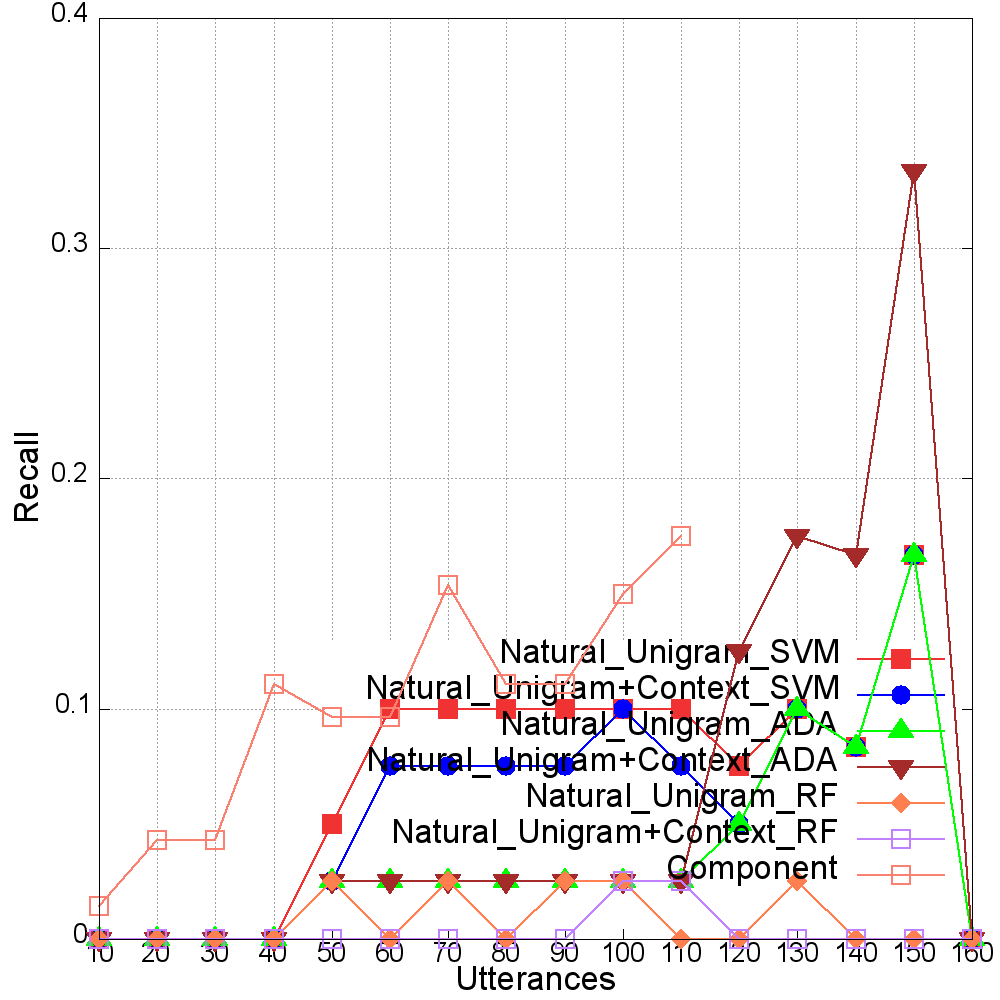 0.4
0.3
0.2
0.1
0
Recall
Natural_Unigram_SVM
Natural_Unigram+Context_SVM
Natural_Unigram_ADA
Natural_Unigram+Context_ADA
Natural_Unigram_RF
Natural_Unigram+Context_RF
Component
10 20 30 40 50 60 70 80 90 100 110 120 130 140 150 160
Utterances